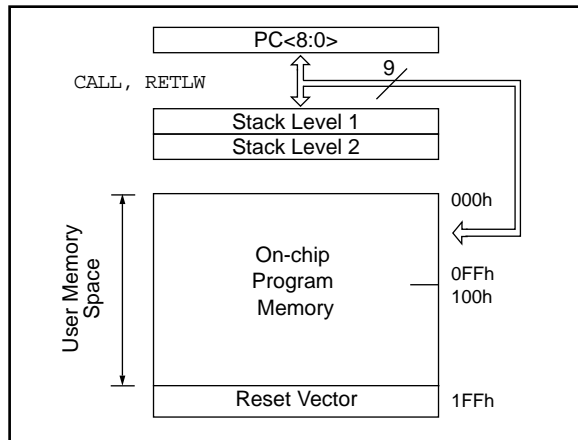 PC<8:0>
9
CALL, RETLW
Stack Level 1
Stack Level 2
000h
User Memory
Space
On-chip
Program
Memory
0FFh
100h
Reset Vector
1FFh